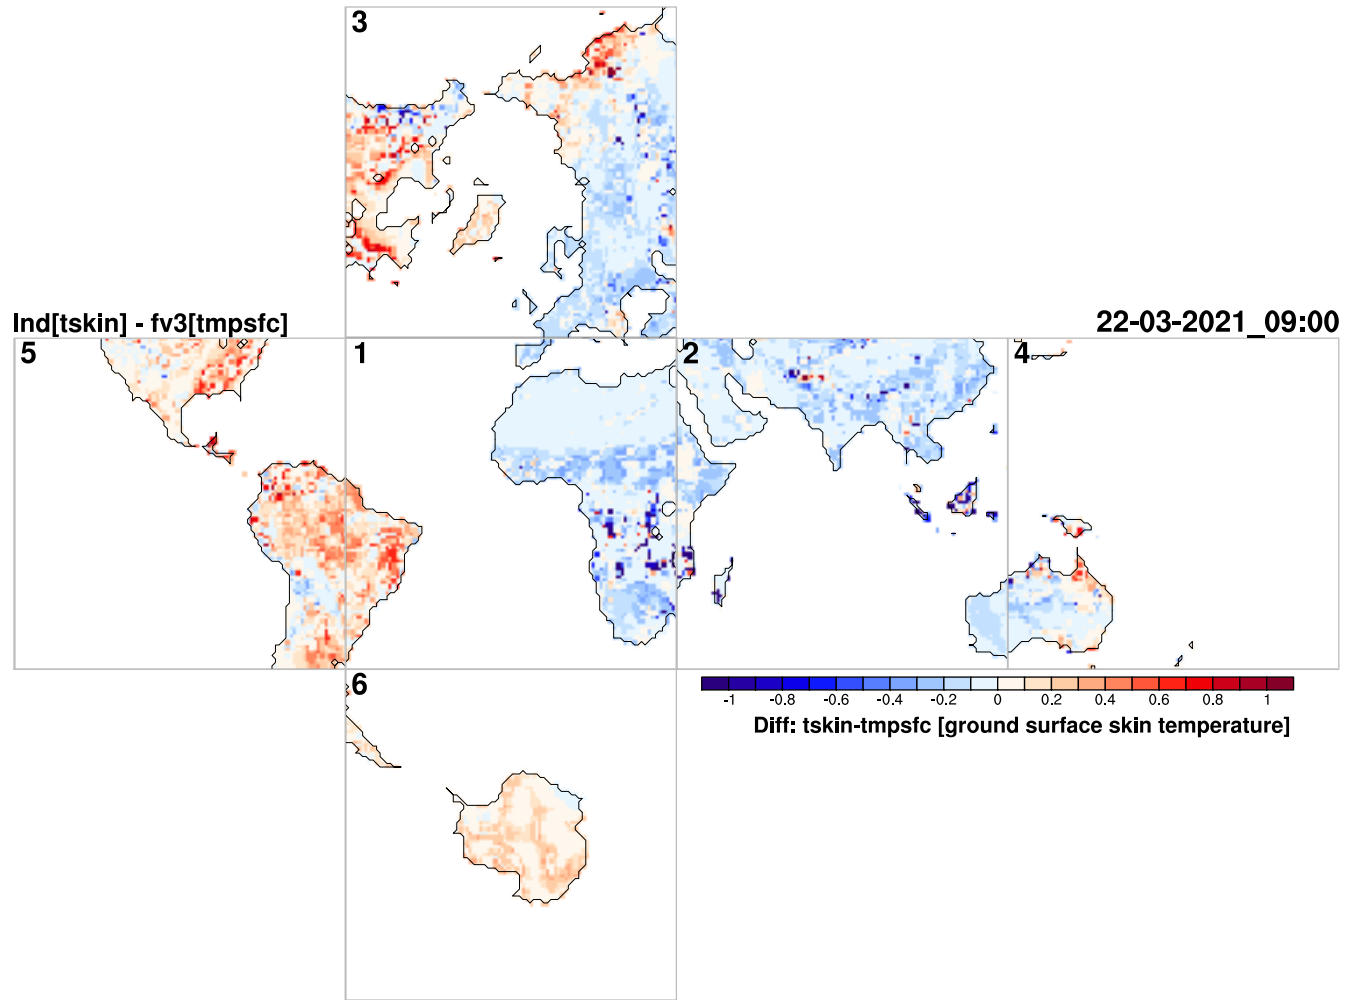 3
lnd[tskin] - fv3[tmpsfc]
22-03-2021_09:00
5
1
2
4
6
-1 -0.8 -0.6 -0.4 -0.2 0 0.2 0.4 0.6 0.8 1
Diff: tskin-tmpsfc [ground surface skin temperature]